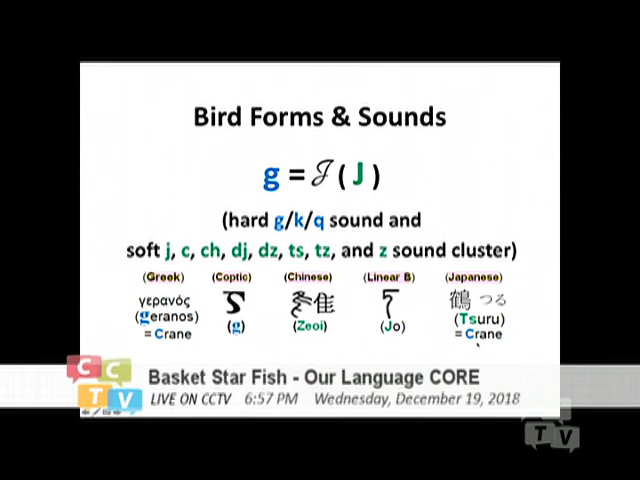 Bird Forms & Sounds
g = J ( J )
(hard g/k/q sound and
soft j, c, ch, dj, dz, ts, tz, and z sound cluster)
(Greek) (Coptic) (Chinese) (Linear B) (Japanese)
γερανός 隹 鶴 つる
(geranos) (g) (Zeoi) (Jo) (Tsuru)
= Crane = Crane
CCTV
Basket Star Fish - Our Language CORE
LIVE ON CCTV 6:57 PM Wednesday, December 19, 2018
TV